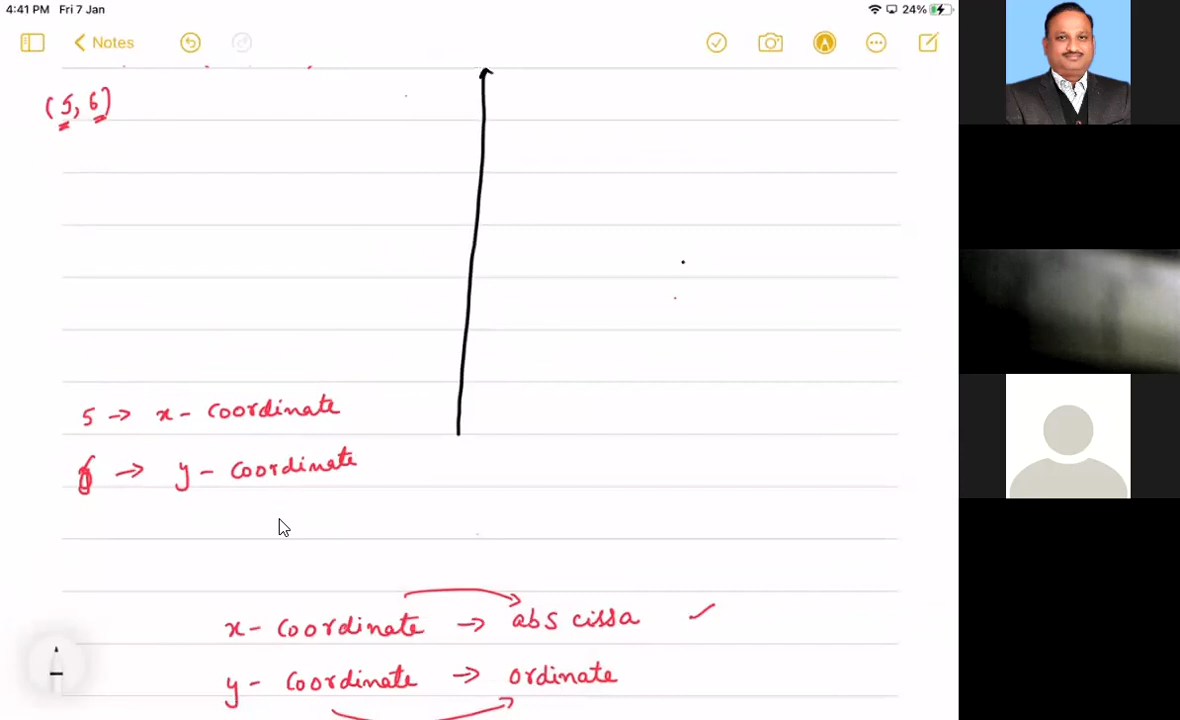 4:41 PM Fri 7 Jan 24%
Notes
(5, 6)
5 → x - coordinate
6 → y - coordinate
x - coordinate → abscissa ✓
y - coordinate → ordinate